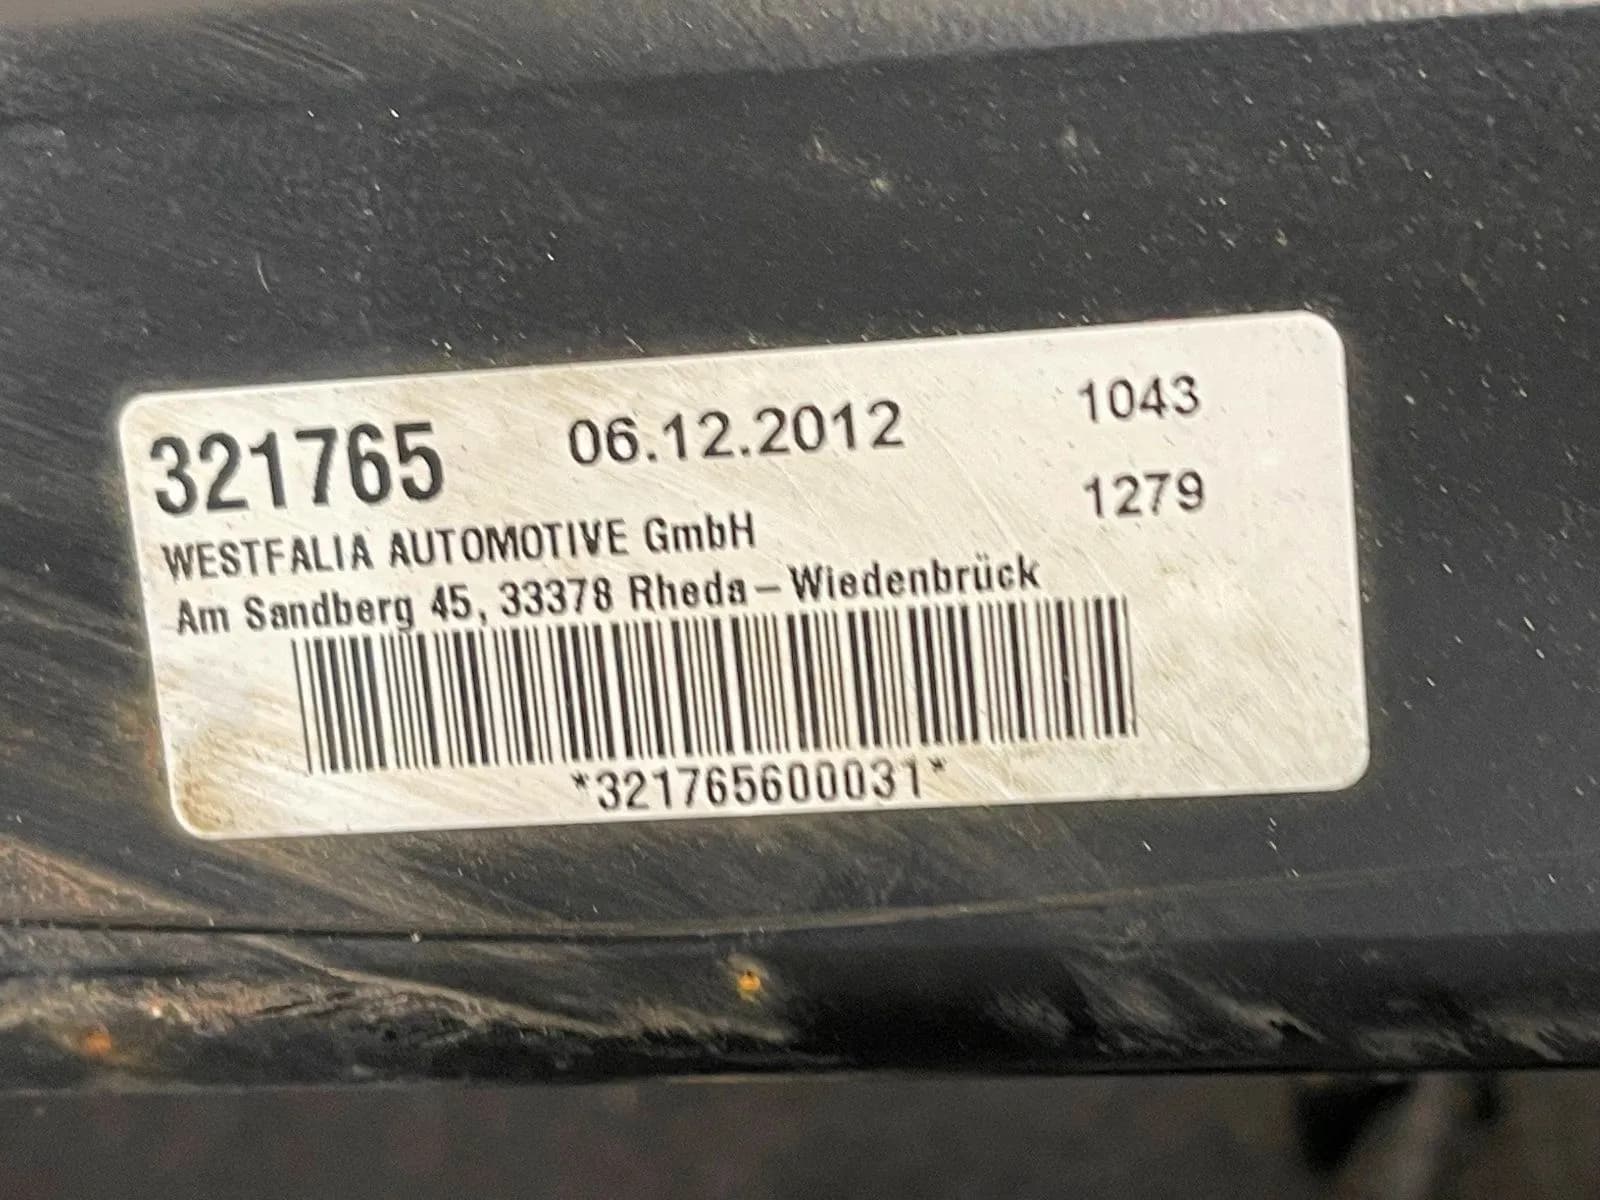 321765 06.12.2012 1043
1279
WESTFALIA AUTOMOTIVE GmbH
Am Sandberg 45, 33378 Rheda-Wiedenbrück
*321765600031*